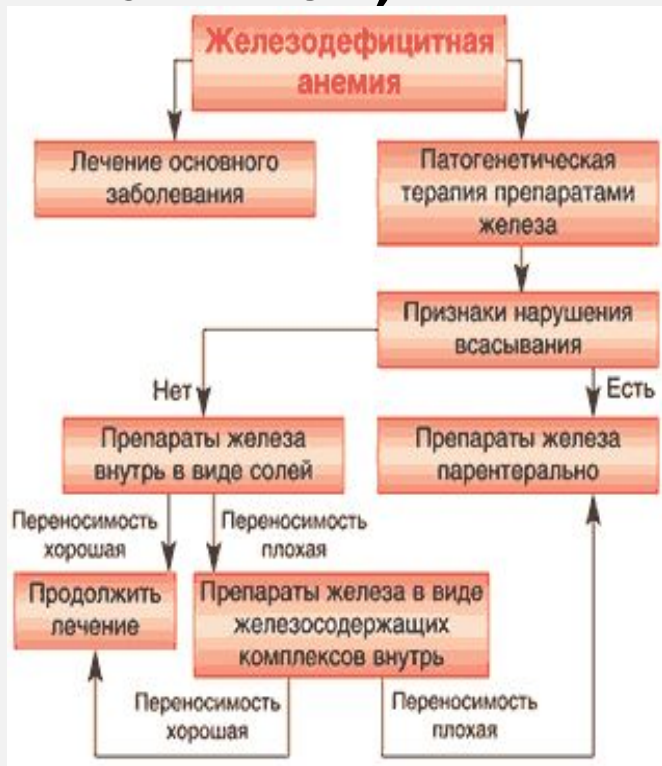 Железодефицитная
анемия
Лечение основного
заболевания
Патогенетическая
терапия препаратами
железа
Признаки нарушения
всасывания
Нет
Есть
Препараты железа
внутрь в виде солей
Препараты железа
парентерально
Переносимость
хорошая
Переносимость
плохая
Продолжить
лечение
Препараты железа в виде
железосодержащих
комплексов внутрь
Переносимость
хорошая
Переносимость
плохая